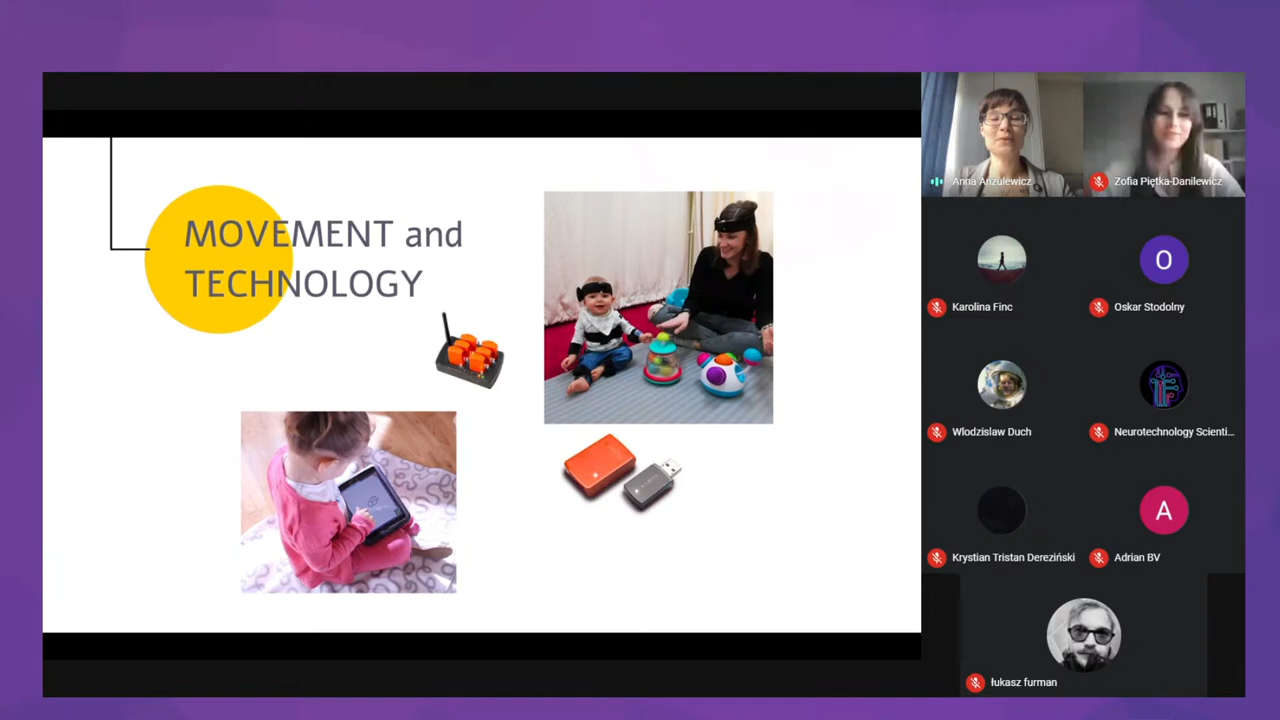 MOVEMENT and
TECHNOLOGY
Anna Anzulewicz
Zofia Piętka-Danilewicz
Karolina Finc
O
Oskar Stodolny
Wlodzislaw Duch
Neurotechnology Scienti...
Krystian Tristan Dereziński
A
Adrian BV
łukasz furman